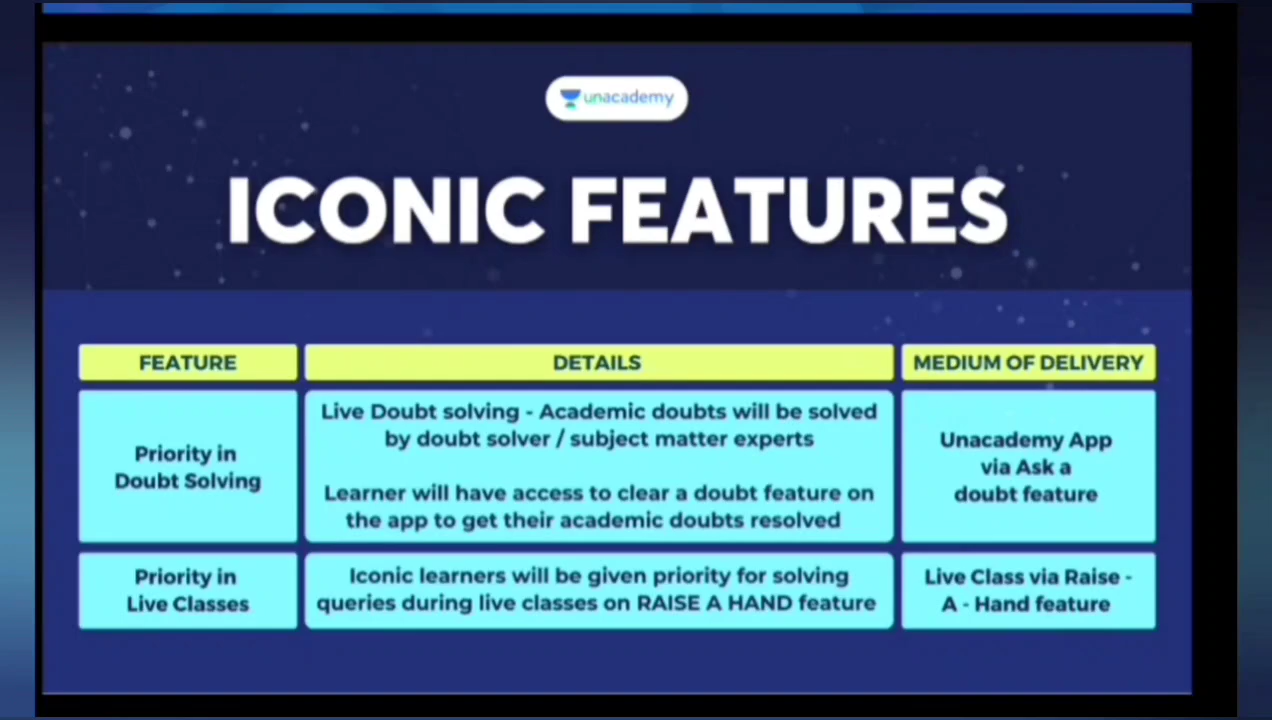 unacademy
ICONIC FEATURES
FEATURE
DETAILS
MEDIUM OF DELIVERY
Priority in
Doubt Solving
Live Doubt solving - Academic doubts will be solved
by doubt solver / subject matter experts
Learner will have access to clear a doubt feature on
the app to get their academic doubts resolved
Unacademy App
via Ask a
doubt feature
Priority in
Live Classes
Iconic learners will be given priority for solving
queries during live classes on RAISE A HAND feature
Live Class via Raise -
A - Hand feature